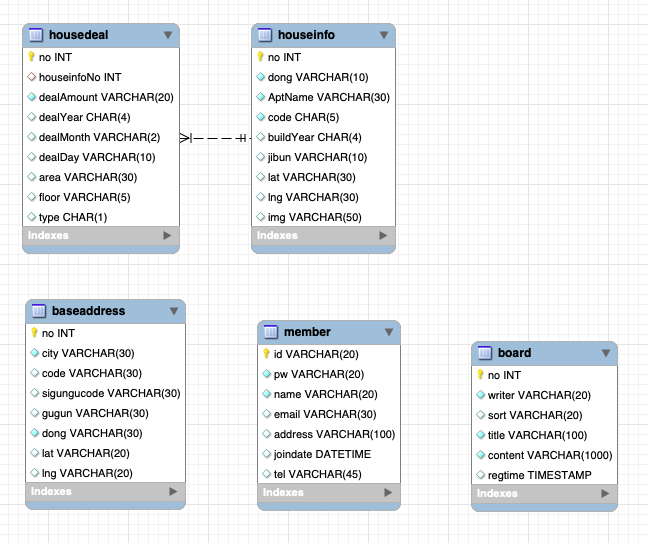 housedeal
no INT
houseinfoNo INT
dealAmount VARCHAR(20)
dealYear CHAR(4)
dealMonth VARCHAR(2)
dealDay VARCHAR(10)
area VARCHAR(30)
floor VARCHAR(5)
type CHAR(1)
Indexes
houseinfo
no INT
dong VARCHAR(10)
AptName VARCHAR(30)
code CHAR(5)
buildYear CHAR(4)
jibun VARCHAR(10)
lat VARCHAR(30)
lng VARCHAR(30)
img VARCHAR(50)
Indexes
baseaddress
no INT
city VARCHAR(30)
code VARCHAR(30)
sigungucode VARCHAR(30)
gugun VARCHAR(30)
dong VARCHAR(30)
lat VARCHAR(20)
lng VARCHAR(20)
Indexes
member
id VARCHAR(20)
pw VARCHAR(20)
name VARCHAR(20)
email VARCHAR(30)
address VARCHAR(100)
joindate DATETIME
tel VARCHAR(45)
Indexes
board
no INT
writer VARCHAR(20)
sort VARCHAR(20)
title VARCHAR(100)
content VARCHAR(1000)
regtime TIMESTAMP
Indexes